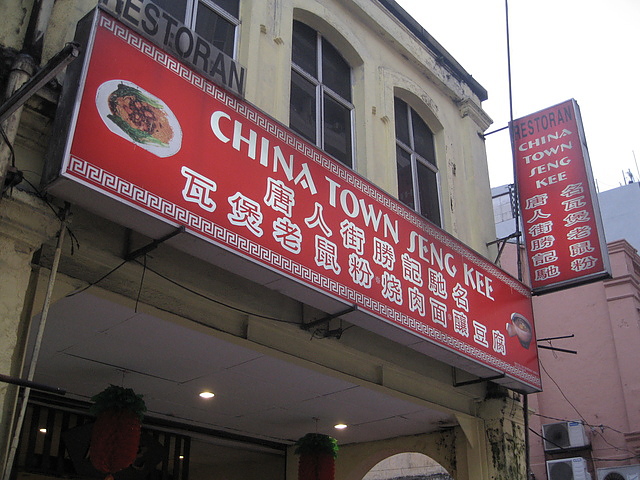 RESTORAN
CHINA TOWN SENG KEE
唐人街勝記馳名
瓦煲老鼠粉·烧肉面·釀豆腐
RESTORAN
CHINA
TOWN
SENG
KEE
唐人街勝記馳
名瓦煲老鼠粉